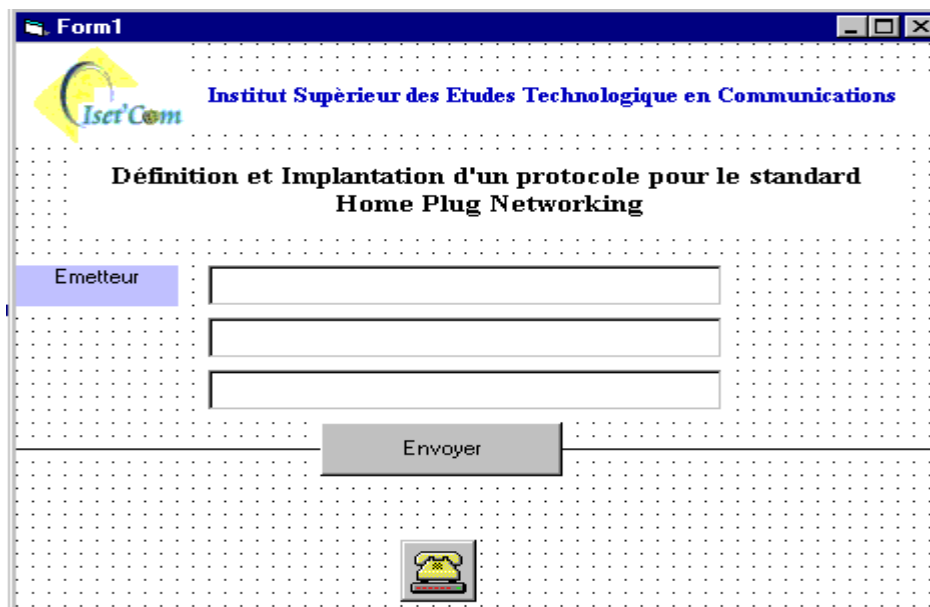 Form1
Iset'Com
Institut Supèrieur des Etudes Technologique en Communications
Définition et Implantation d'un protocole pour le standard
Home Plug Networking
Emetteur
Envoyer